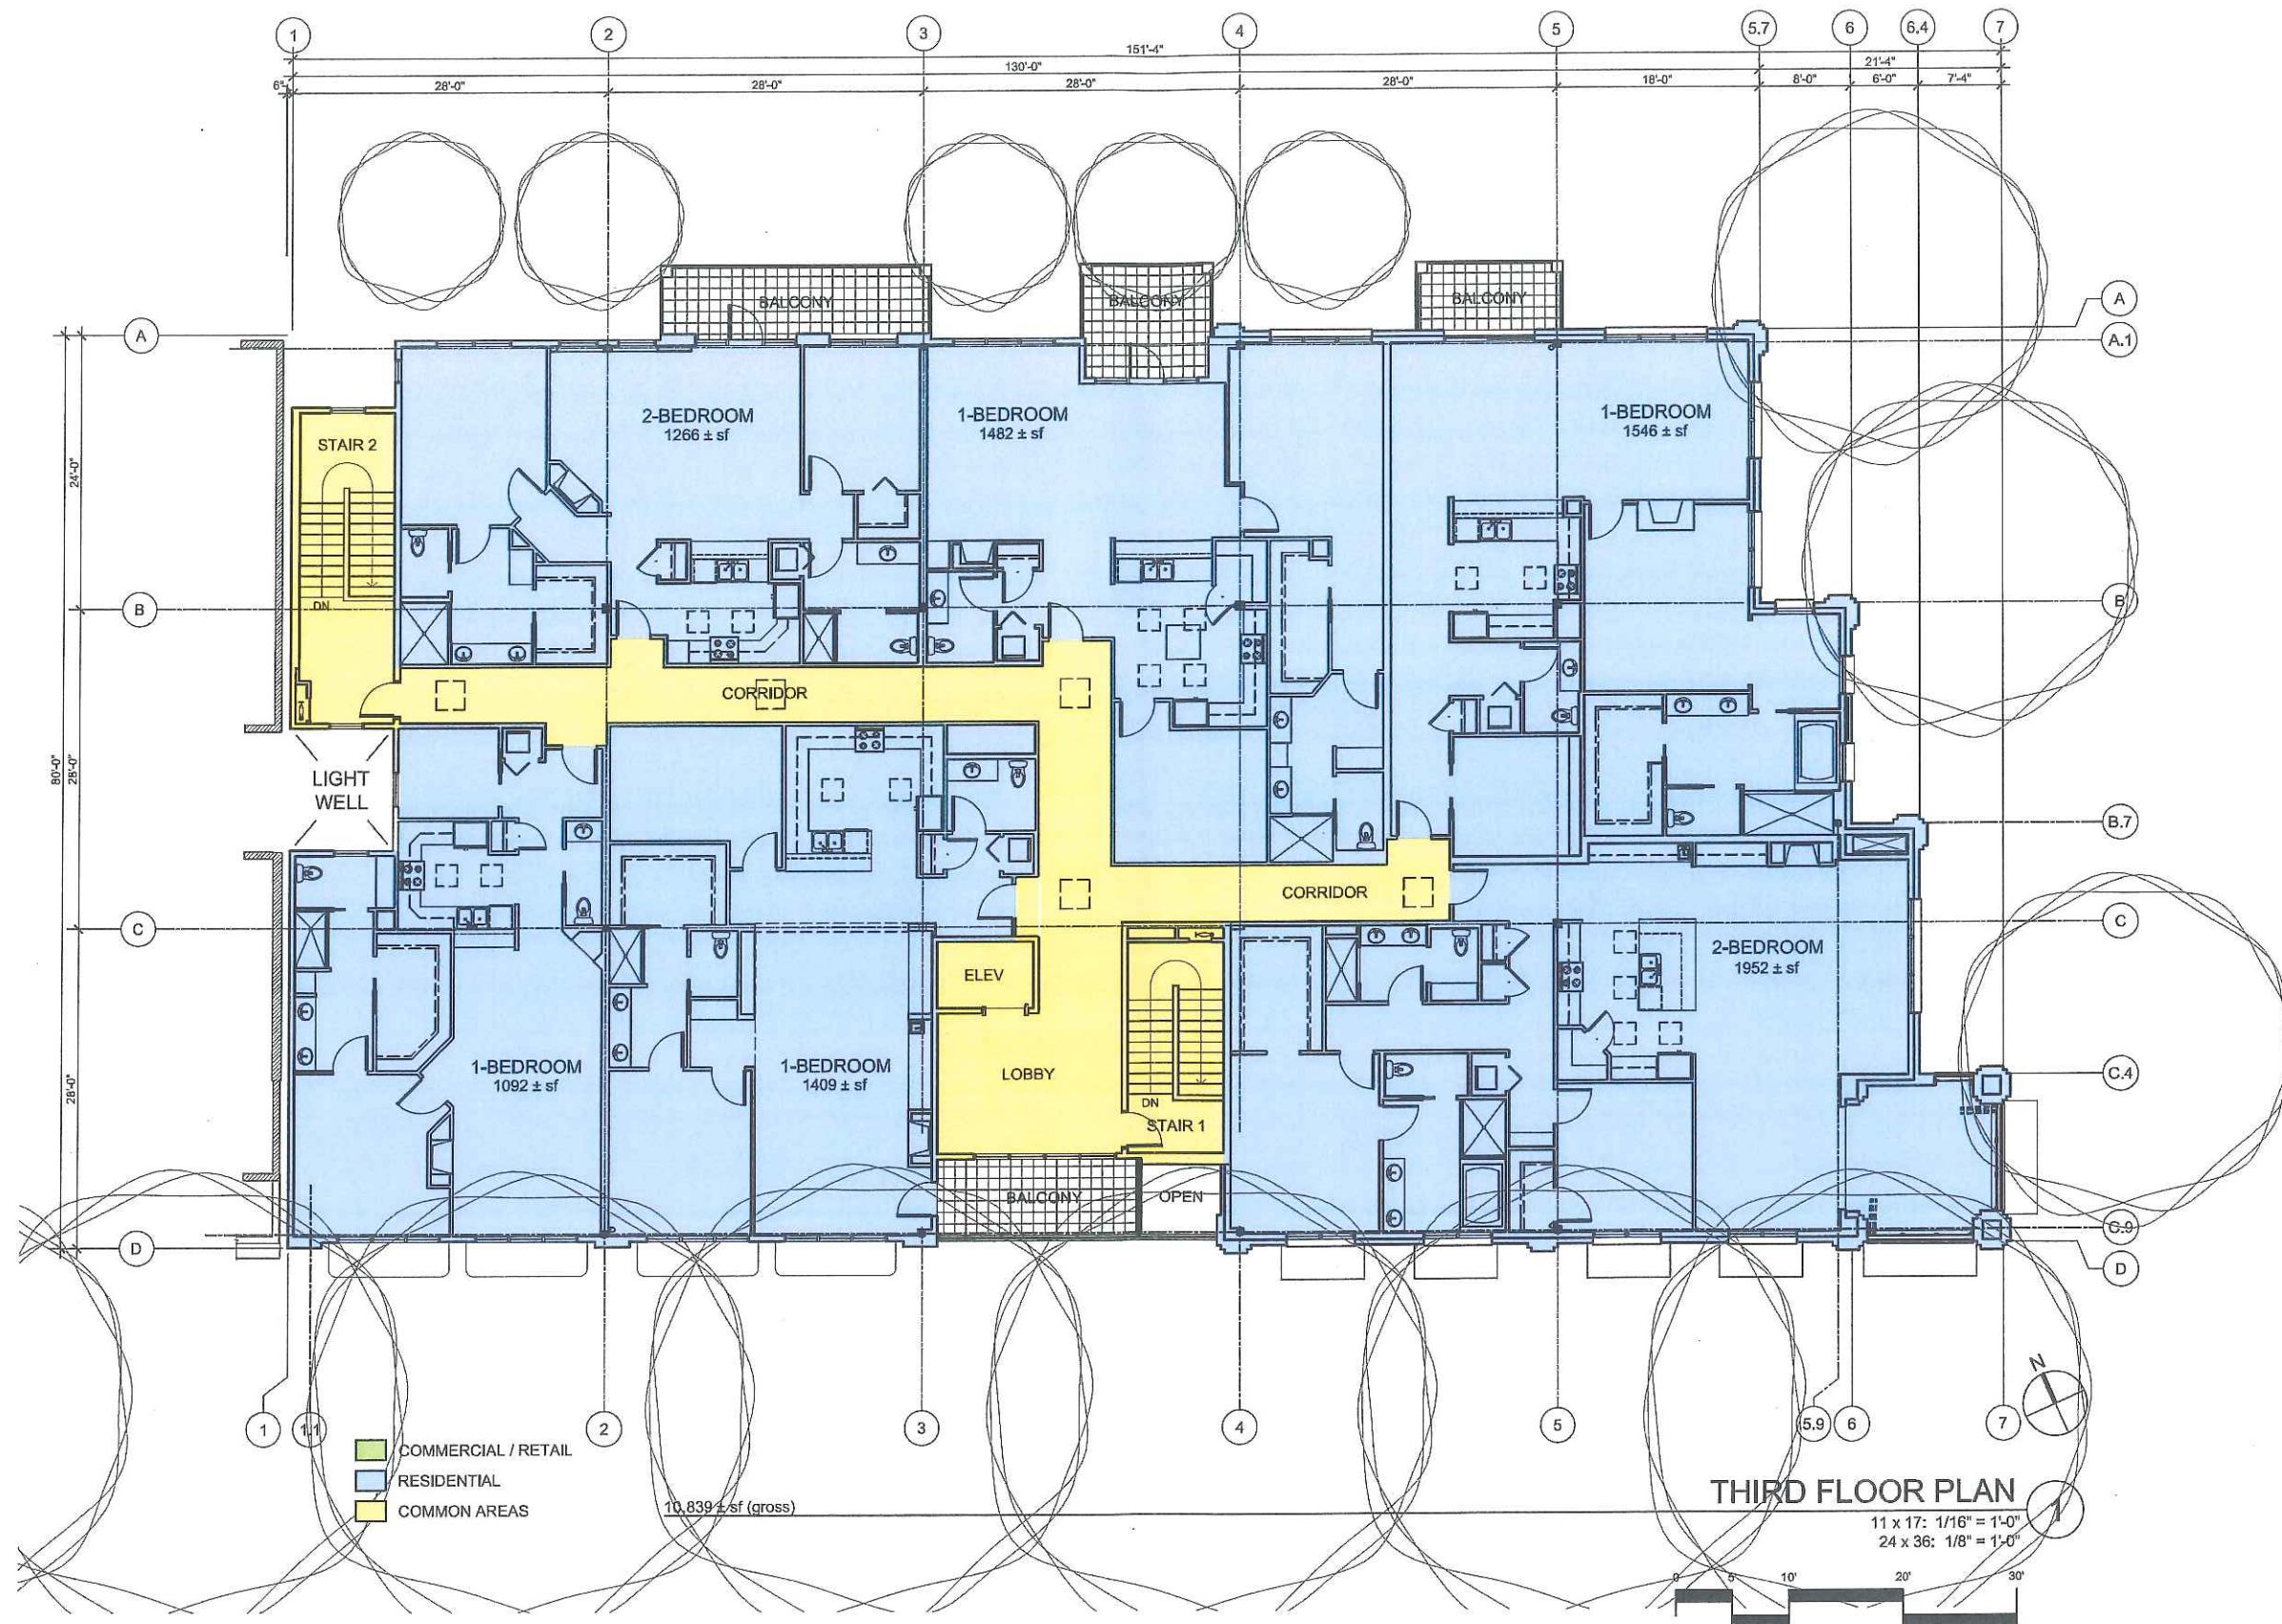 1
2
3
4
5
5.7
6
6.4
7
151'-4"
130'-0"
21'-4"
6"
28'-0"
28'-0"
28'-0"
28'-0"
18'-0"
8'-0"
6'-0"
7'-4"
BALCONY
BALCONY
BALCONY
A
A
A.1
STAIR 2
2-BEDROOM
1266 ± sf
1-BEDROOM
1482 ± sf
1-BEDROOM
1546 ± sf
24'-0"
DN
B
B
CORRIDOR
80'-0"
28'-0"
LIGHT
WELL
B.7
CORRIDOR
C
C
ELEV
2-BEDROOM
1952 ± sf
1-BEDROOM
1092 ± sf
1-BEDROOM
1409 ± sf
LOBBY
C.4
28'-0"
DN
STAIR 1
BALCONY
OPEN
C.9
D
D
N
1
1.1
2
3
4
5
5.9
6
7
COMMERCIAL / RETAIL
RESIDENTIAL
COMMON AREAS
10,839 ± sf (gross)
THIRD FLOOR PLAN
1
11 x 17: 1/16" = 1'-0"
24 x 36: 1/8" = 1'-0"
0
5'
10'
20'
30'